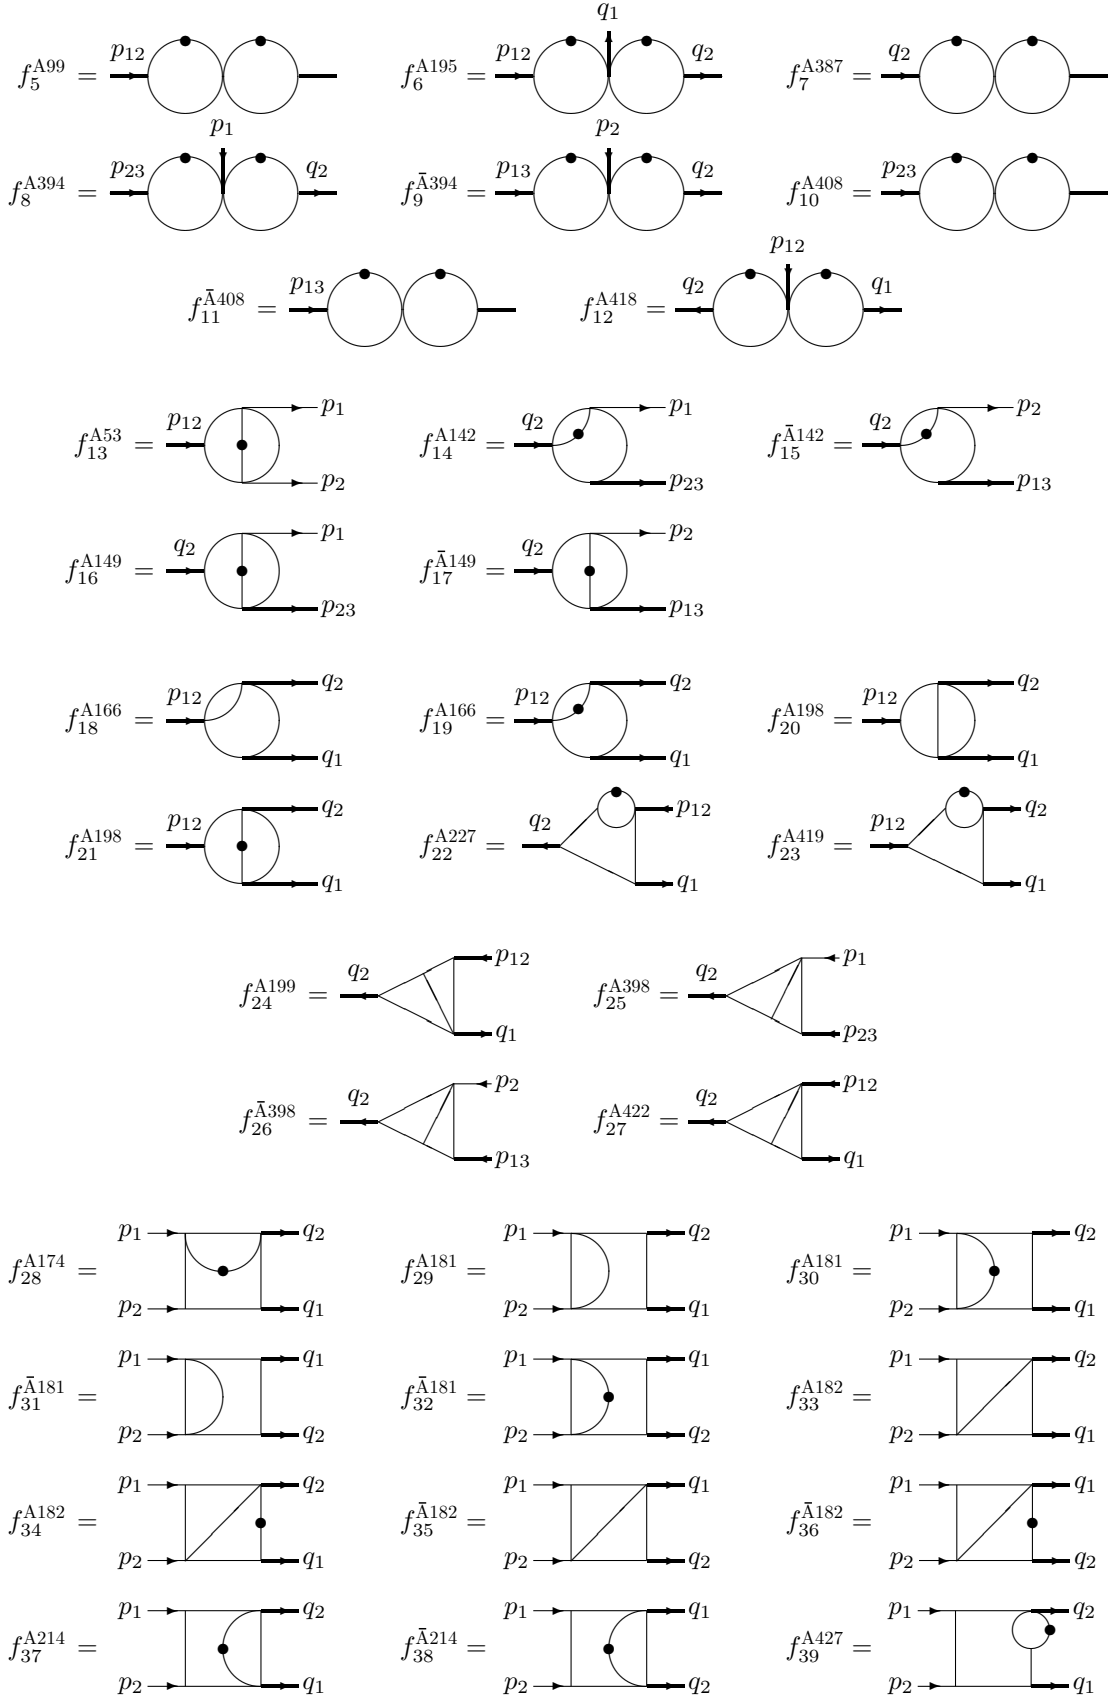 f_5^{A99} = p_{12}
f_6^{A195} = p_{12} q_1 q_2
f_7^{A387} = q_2
f_8^{A394} = p_{23} p_1 q_2
f_9^{Ā394} = p_{13} p_2 q_2
f_{10}^{A408} = p_{23}
f_{11}^{Ā408} = p_{13}
f_{12}^{A418} = q_2 p_{12} q_1
f_{13}^{A53} = p_{12} p_1 p_2
f_{14}^{A142} = q_2 p_1 p_{23}
f_{15}^{Ā142} = q_2 p_2 p_{13}
f_{16}^{A149} = q_2 p_1 p_{23}
f_{17}^{Ā149} = q_2 p_2 p_{13}
f_{18}^{A166} = p_{12} q_2 q_1
f_{19}^{A166} = p_{12} q_2 q_1
f_{20}^{A198} = p_{12} q_2 q_1
f_{21}^{A198} = p_{12} q_2 q_1
f_{22}^{A227} = q_2 p_{12} q_1
f_{23}^{A419} = p_{12} q_2 q_1
f_{24}^{A199} = q_2 p_{12} q_1
f_{25}^{A398} = q_2 p_1 p_{23}
f_{26}^{Ā398} = q_2 p_2 p_{13}
f_{27}^{A422} = q_2 p_{12} q_1
f_{28}^{A174} = p_1 q_2 p_2 q_1
f_{29}^{A181} = p_1 q_2 p_2 q_1
f_{30}^{A181} = p_1 q_2 p_2 q_1
f_{31}^{Ā181} = p_1 q_1 p_2 q_2
f_{32}^{Ā181} = p_1 q_1 p_2 q_2
f_{33}^{A182} = p_1 q_2 p_2 q_1
f_{34}^{A182} = p_1 q_2 p_2 q_1
f_{35}^{Ā182} = p_1 q_1 p_2 q_2
f_{36}^{Ā182} = p_1 q_1 p_2 q_2
f_{37}^{A214} = p_1 q_2 p_2 q_1
f_{38}^{Ā214} = p_1 q_1 p_2 q_2
f_{39}^{A427} = p_1 q_2 p_2 q_1